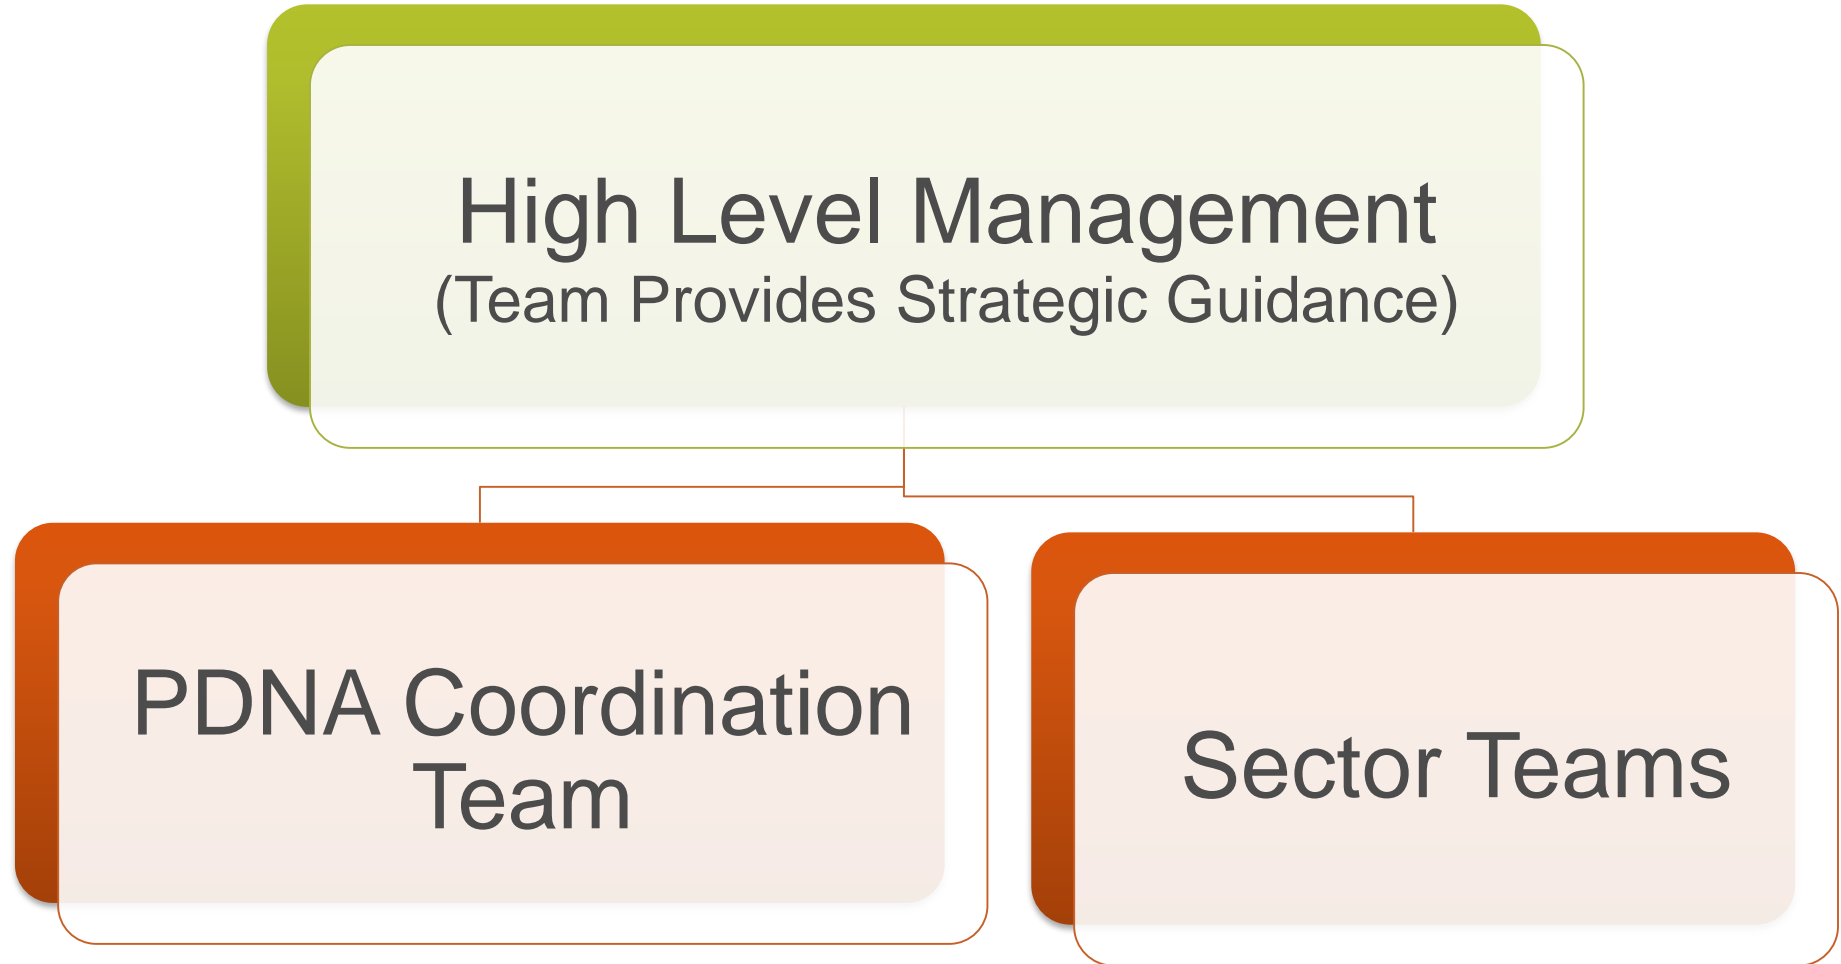 High Level Management
(Team Provides Strategic Guidance)
PDNA Coordination
Team
Sector Teams